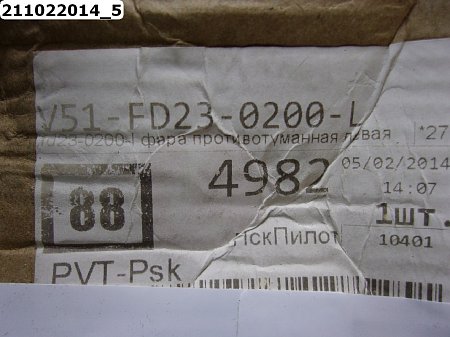 211022014_5
V51-FD23-0200-L
fd23-0200-l фара противотуманная левая *27
4982 05/02/2014
14:07
88
1шт.
ПскПилот 10401
PVT-Psk